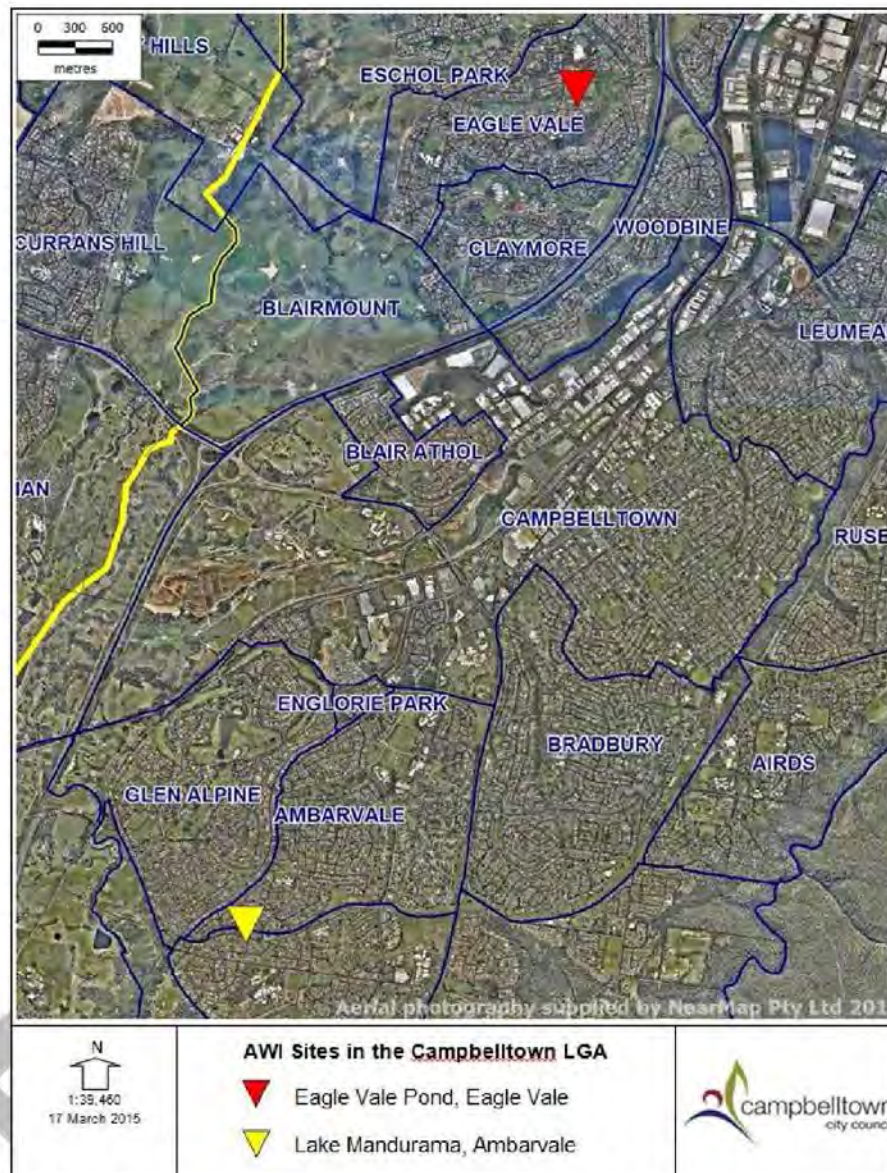 0 300 600
metres
HILLS
ESCHOL PARK
EAGLE VALE
CURRANS HILL
CLAYMORE
WOODBINE
BLAIRMOUNT
LEUMEA
BLAIR ATHOL
IAN
CAMPBELLTOWN
RUSE
ENGLORIE PARK
BRADBURY
AIRDS
GLEN ALPINE
AMBARVALE
Aerial photography supplied by NearMap Pty Ltd 201
N
1:39,460
17 March 2015
AWI Sites in the Campbelltown LGA
Eagle Vale Pond, Eagle Vale
Lake Mandurama, Ambarvale
campbelltown
city counci